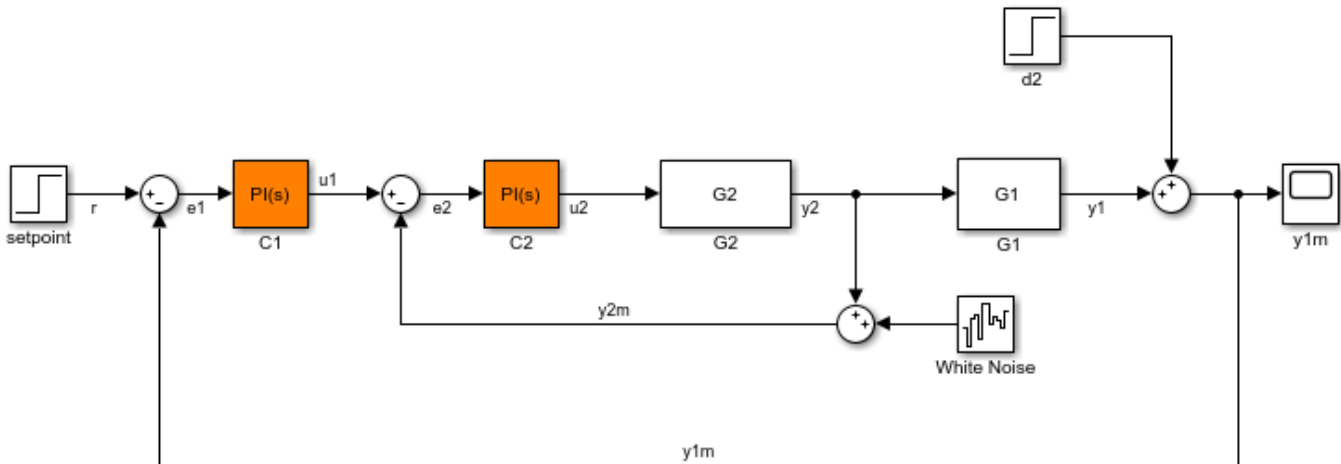 d2
u1
PI(s)
PI(s)
G2
G1
r
e1
e2
u2
y2
y1
setpoint
C1
C2
G2
G1
y1m
y2m
White Noise
y1m